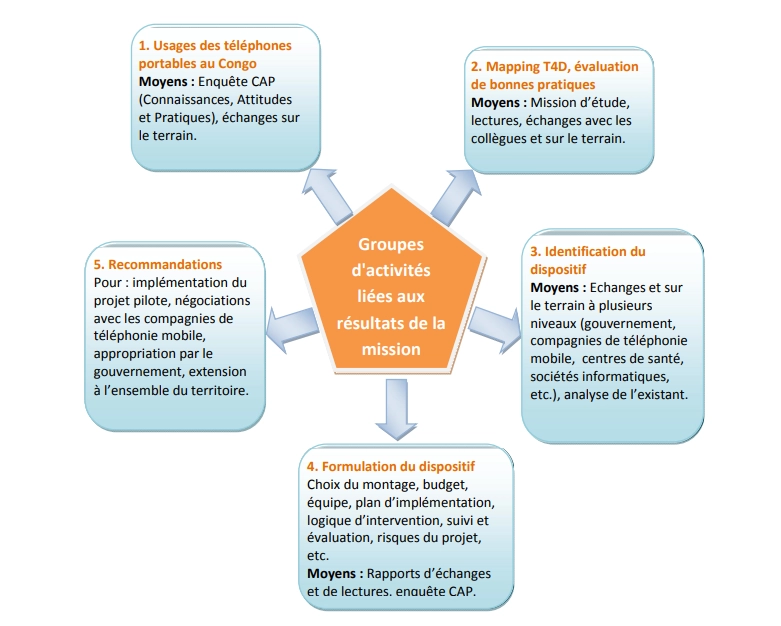 1. Usages des téléphones
portables au Congo
Moyens : Enquête CAP
(Connaissances, Attitudes
et Pratiques), échanges sur
le terrain.
2. Mapping T4D, évaluation
de bonnes pratiques
Moyens : Mission d'étude,
lectures, échanges avec les
collègues et sur le terrain.
Groupes
d'activités
liées aux
résultats de la
mission
3. Identification du
dispositif
Moyens : Echanges et sur
le terrain à plusieurs
niveaux (gouvernement,
compagnies de téléphonie
mobile, centres de santé,
sociétés informatiques,
etc.), analyse de l'existant.
4. Formulation du dispositif
Choix du montage, budget,
équipe, plan d'implémentation,
logique d'intervention, suivi et
évaluation, risques du projet,
etc.
Moyens : Rapports d'échanges
et de lectures, enquête CAP.
5. Recommandations
Pour : implémentation du
projet pilote, négociations
avec les compagnies de
téléphonie mobile,
appropriation par le
gouvernement, extension
à l'ensemble du territoire.